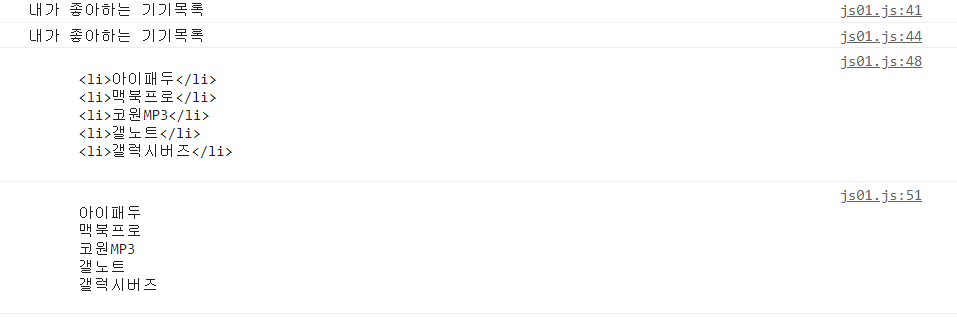 내가 좋아하는 기기목록 js01.js:41
내가 좋아하는 기기목록 js01.js:44
js01.js:48
<li>아이패두</li>
<li>맥북프로</li>
<li>코원MP3</li>
<li>갤노트</li>
<li>갤럭시버즈</li>
js01.js:51
아이패두
맥북프로
코원MP3
갤노트
갤럭시버즈